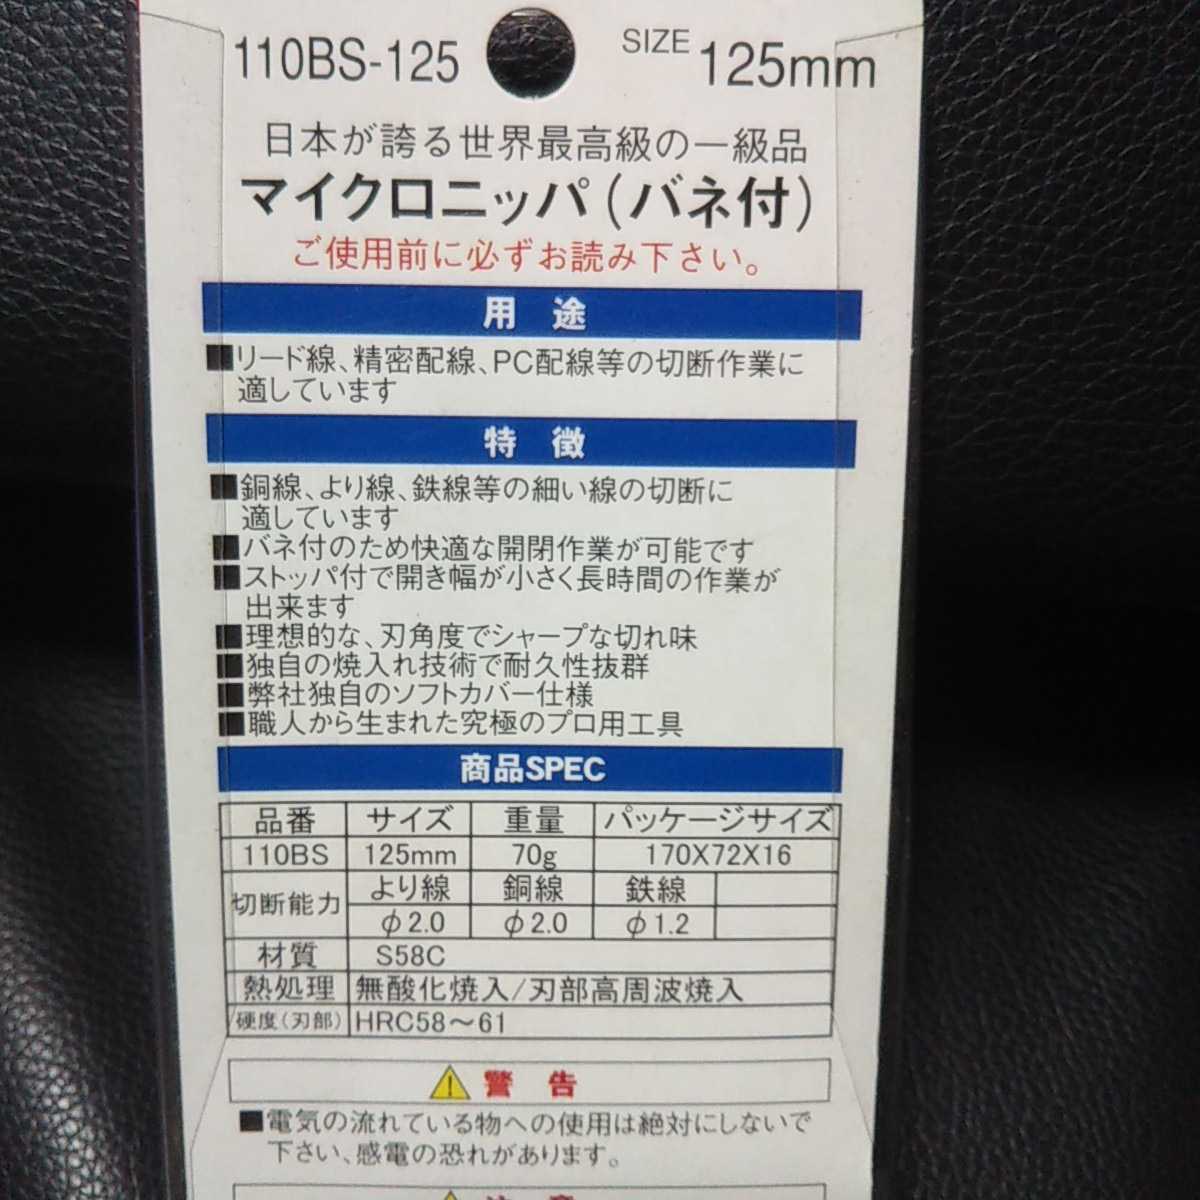 110BS-125
SIZE 125mm
日本が誇る世界最高級の一級品
マイクロニッパ(バネ付)
ご使用前に必ずお読み下さい。
用 途
■リード線、精密配線、PC配線等の切断作業に
適しています
特 徴
■銅線、より線、鉄線等の細い線の切断に
適しています
■バネ付のため快適な開閉作業が可能です
■ストッパ付で開き幅が小さく長時間の作業が
出来ます
■理想的な、刃角度でシャープな切れ味
■独自の焼入れ技術で耐久性抜群
■弊社独自のソフトカバー仕様
■職人から生まれた究極のプロ用工具
商品SPEC
品番 サイズ 重量 パッケージサイズ
110BS 125mm 70g 170X72X16
切断能力 より線 銅線 鉄線
φ2.0 φ2.0 φ1.2
材質 S58C
熱処理 無酸化焼入/刃部高周波焼入
硬度(刃部) HRC58～61
警 告
■電気の流れている物への使用は絶対にしないで
下さい、感電の恐れがあります。